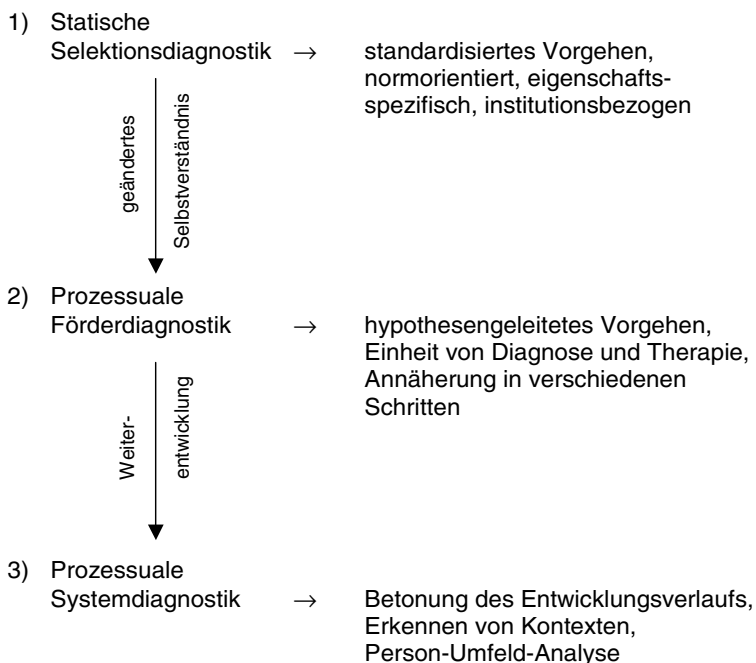 1) Statische
Selektionsdiagnostik → standardisiertes Vorgehen,
normorientiert, eigenschafts-
spezifisch, institutionsbezogen
geändertes
Selbstverständnis
2) Prozessuale
Förderdiagnostik → hypothesengeleitetes Vorgehen,
Einheit von Diagnose und Therapie,
Annäherung in verschiedenen
Schritten
Weiter-
entwicklung
3) Prozessuale
Systemdiagnostik → Betonung des Entwicklungsverlaufs,
Erkennen von Kontexten,
Person-Umfeld-Analyse